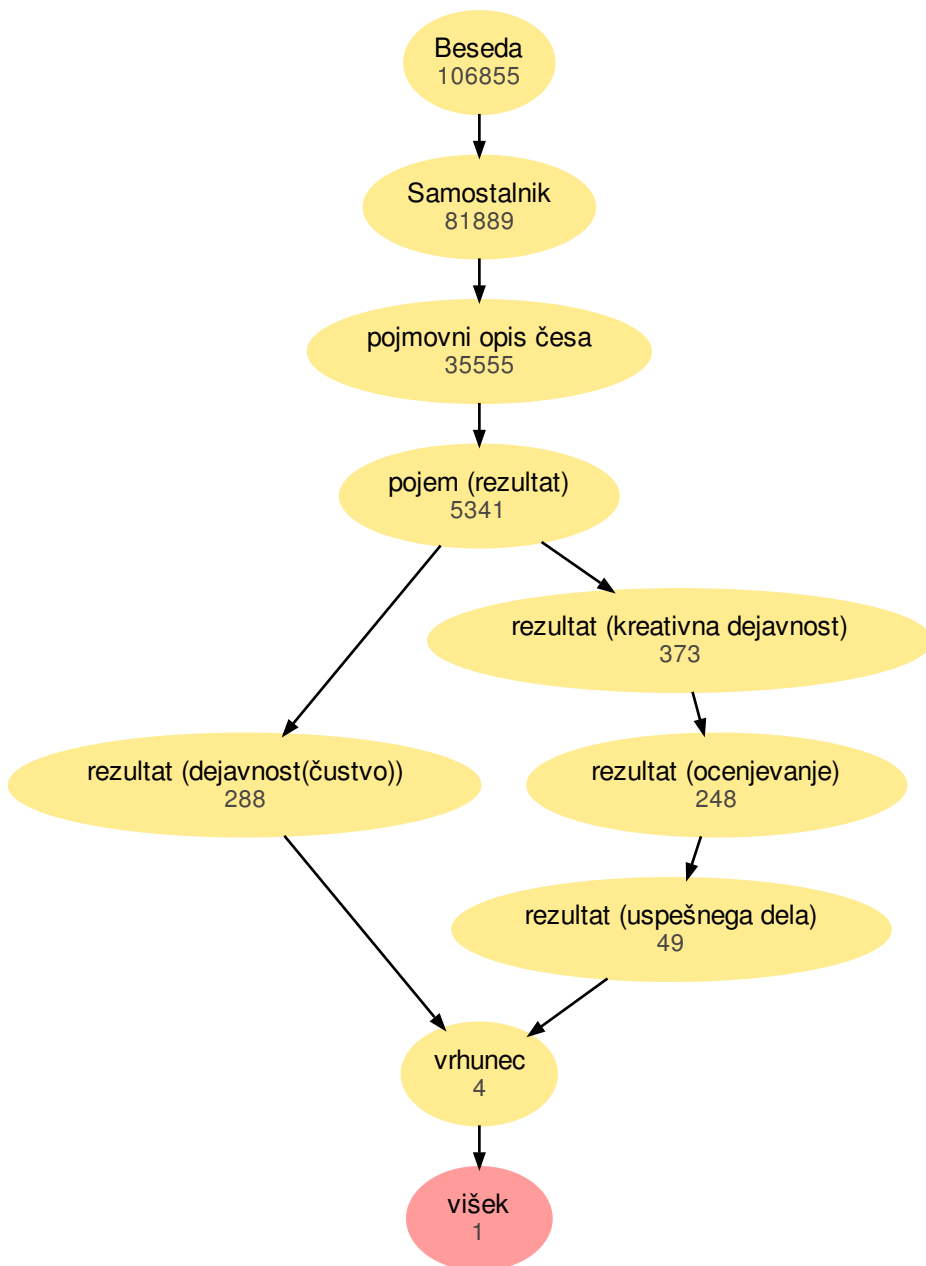 Beseda
106855
Samostalnik
81889
pojmovni opis česa
35555
pojem (rezultat)
5341
rezultat (kreativna dejavnost)
373
rezultat (dejavnost(čustvo))
288
rezultat (ocenjevanje)
248
rezultat (uspešnega dela)
49
vrhunec
4
višek
1